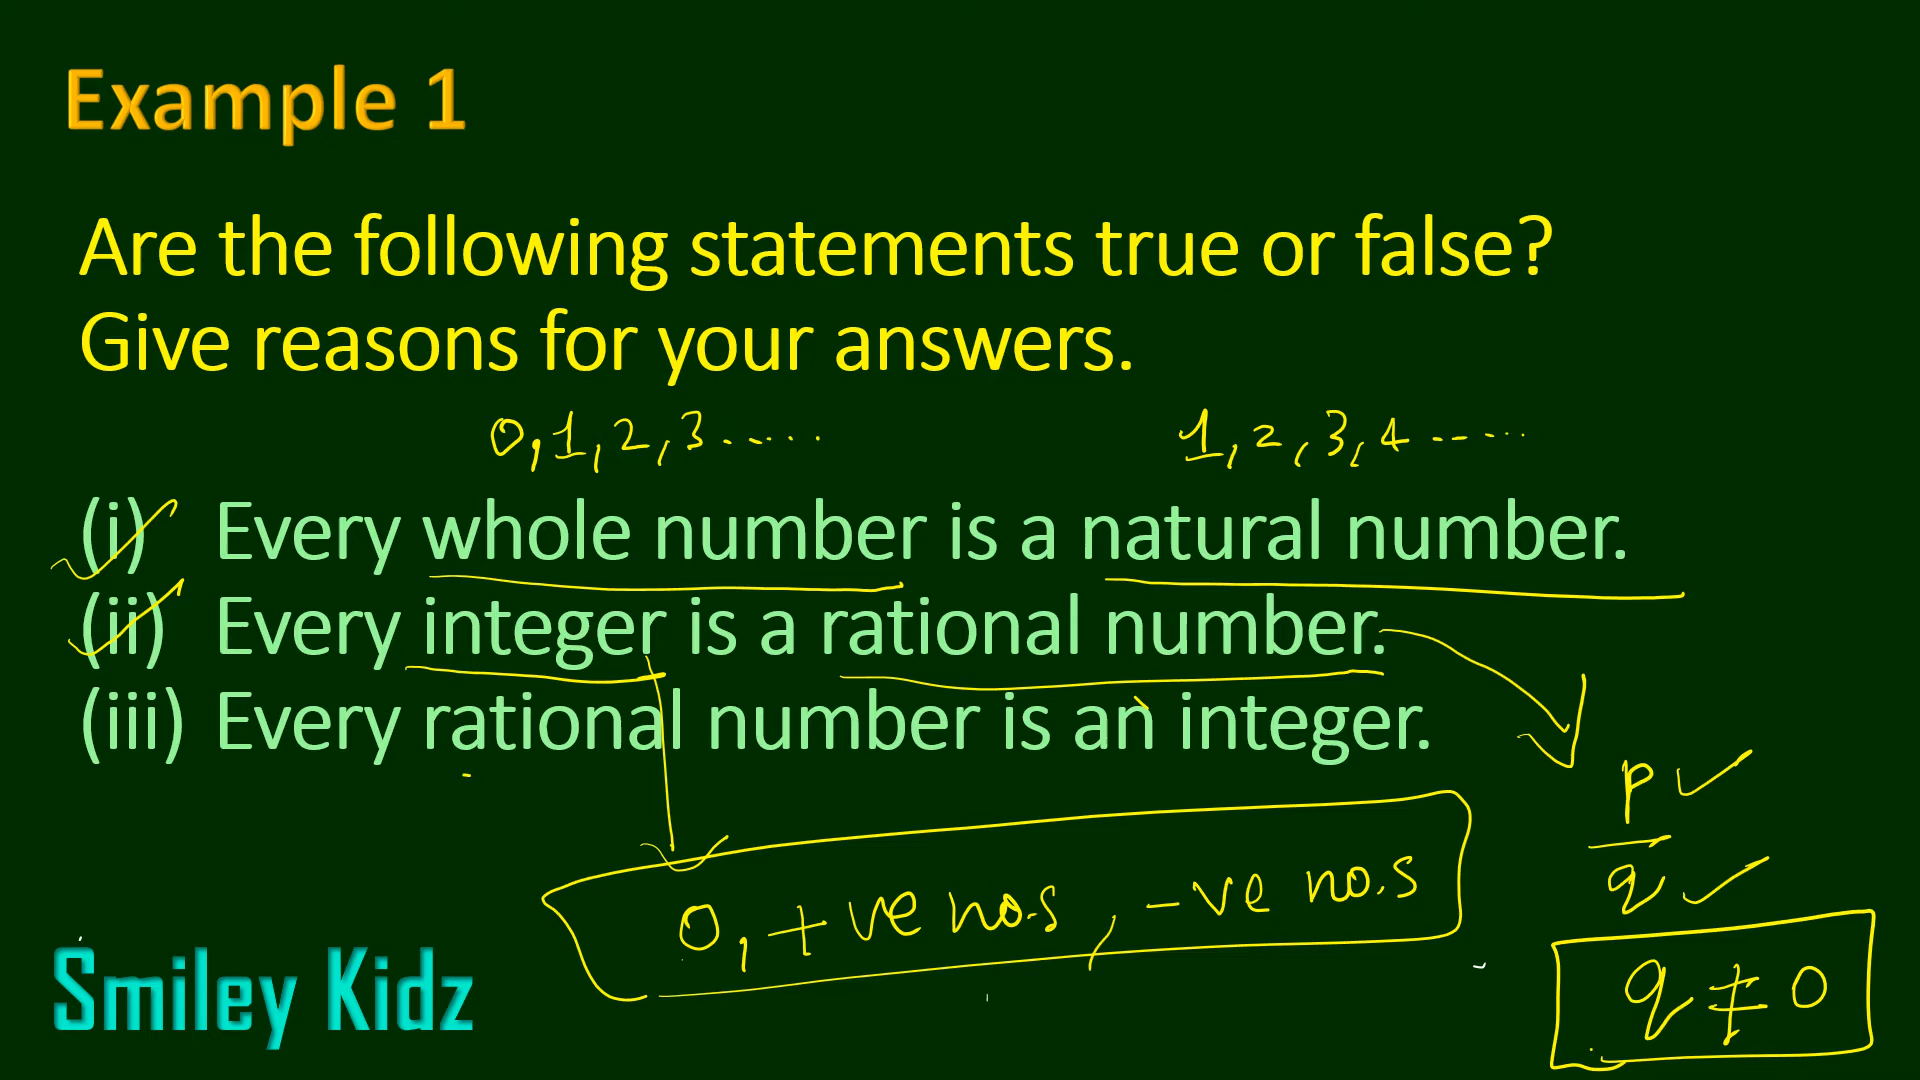 Example 1
Are the following statements true or false?
Give reasons for your answers.
0, 1, 2, 3 ..... 1, 2, 3, 4 .....
(i) Every whole number is a natural number.
(ii) Every integer is a rational number.
(iii) Every rational number is an integer.
p
q
0, +ve no.s, -ve no.s
q ≠ 0
Smiley Kidz